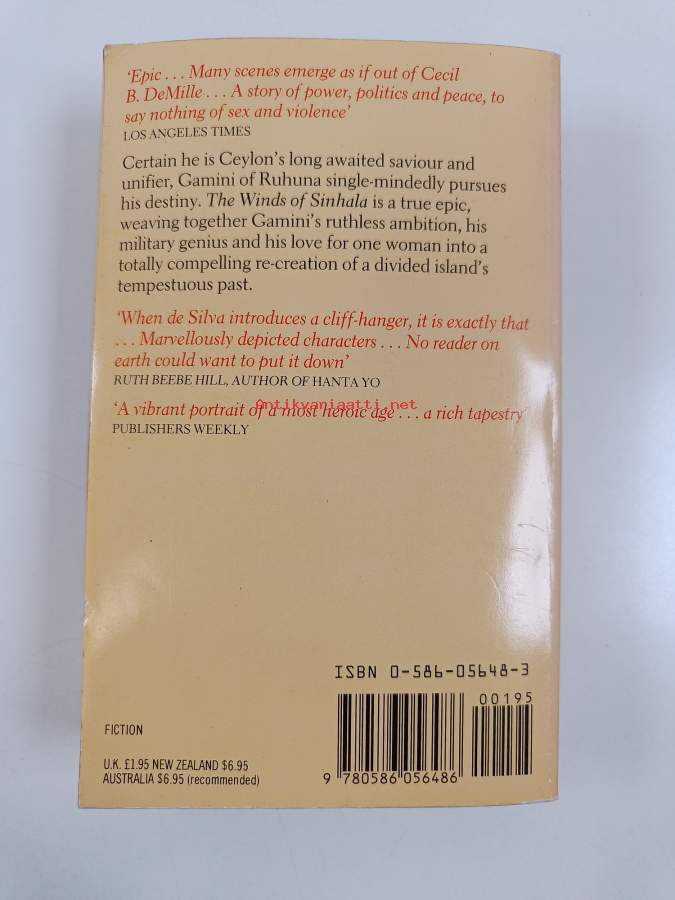 ‘Epic . . . Many scenes emerge as if out of Cecil
B. DeMille . . . A story of power, politics and peace, to
say nothing of sex and violence’
LOS ANGELES TIMES
Certain he is Ceylon’s long awaited saviour and
unifier, Gamini of Ruhuna single-mindedly pursues
his destiny. The Winds of Sinhala is a true epic,
weaving together Gamini’s ruthless ambition, his
military genius and his love for one woman into a
totally compelling re-creation of a divided island’s
tempestuous past.
‘When de Silva introduces a cliff-hanger, it is exactly that
. . . Marvellously depicted characters . . . No reader on
earth could want to put it down’
RUTH BEEBE HILL, AUTHOR OF HANTA YO
Antikvariaatti.net
‘A vibrant portrait of a most heroic age . . . a rich tapestry’
PUBLISHERS WEEKLY
ISBN 0-586-05648-3
00195
9 780586 056486
FICTION
U.K. £1.95 NEW ZEALAND $6.95
AUSTRALIA $6.95 (recommended)